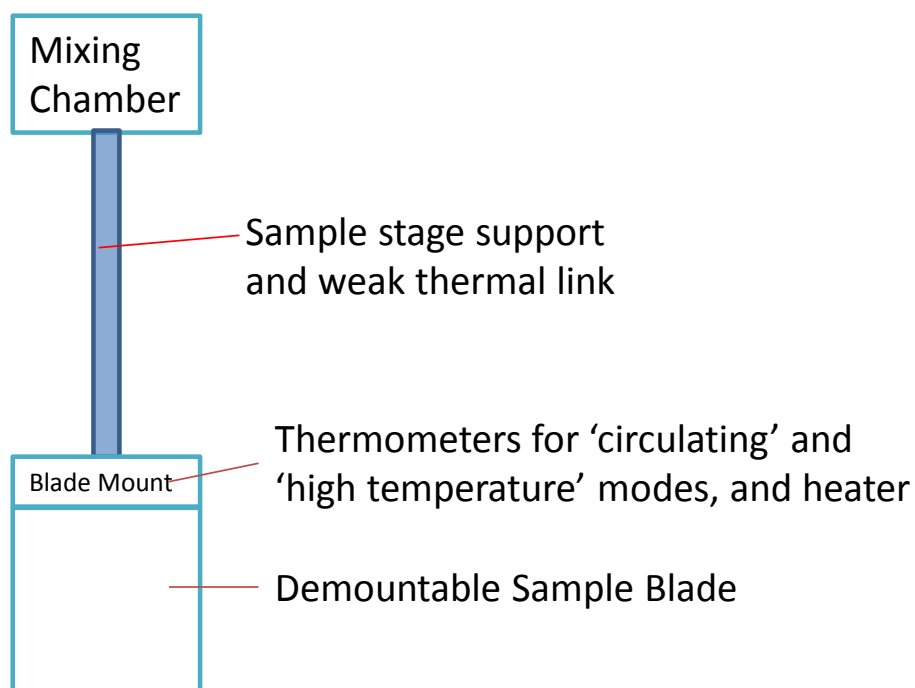 Mixing
Chamber
Sample stage support
and weak thermal link
Thermometers for ‘circulating’ and
‘high temperature’ modes, and heater
Blade Mount
Demountable Sample Blade